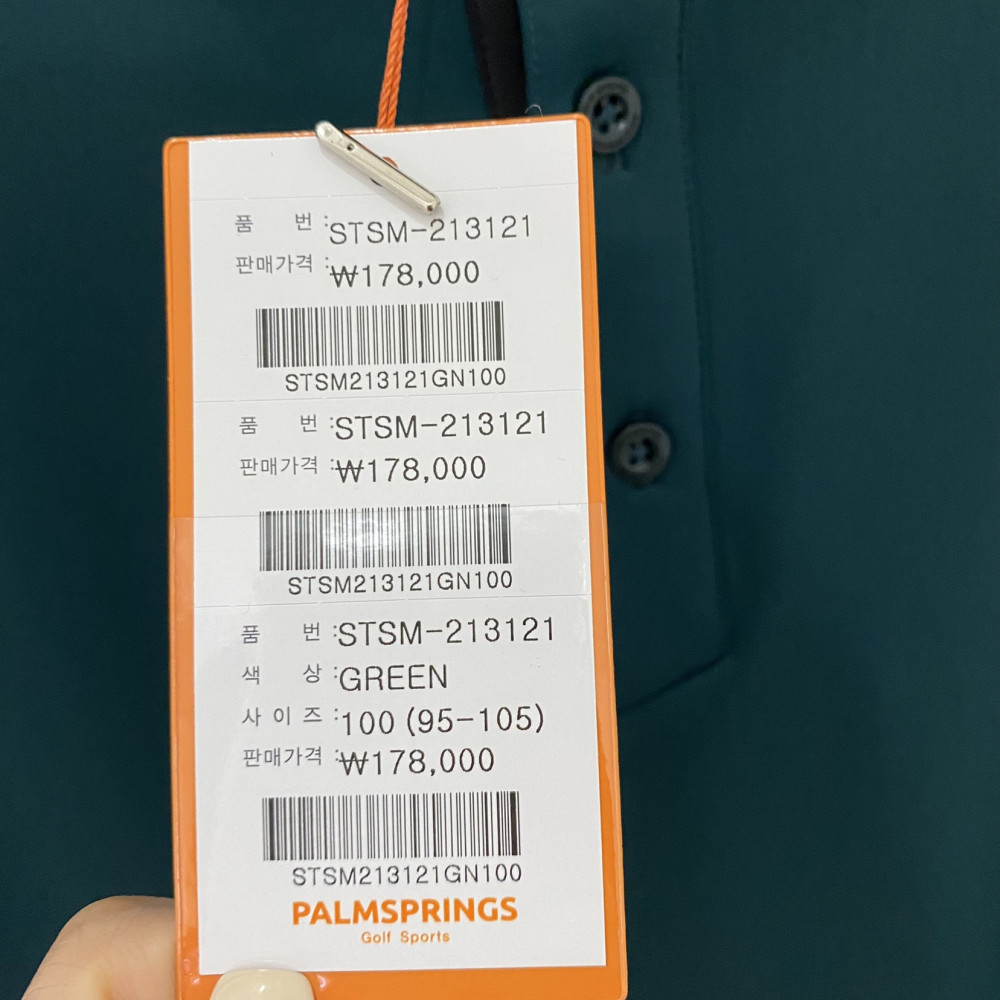 품 번 :STSM-213121
판매가격 :₩178,000
STSM213121GN100
품 번 :STSM-213121
판매가격 :₩178,000
STSM213121GN100
품 번 :STSM-213121
색 상 :GREEN
사 이 즈 :100 (95-105)
판매가격 :₩178,000
STSM213121GN100
PALMSPRINGS
Golf Sports